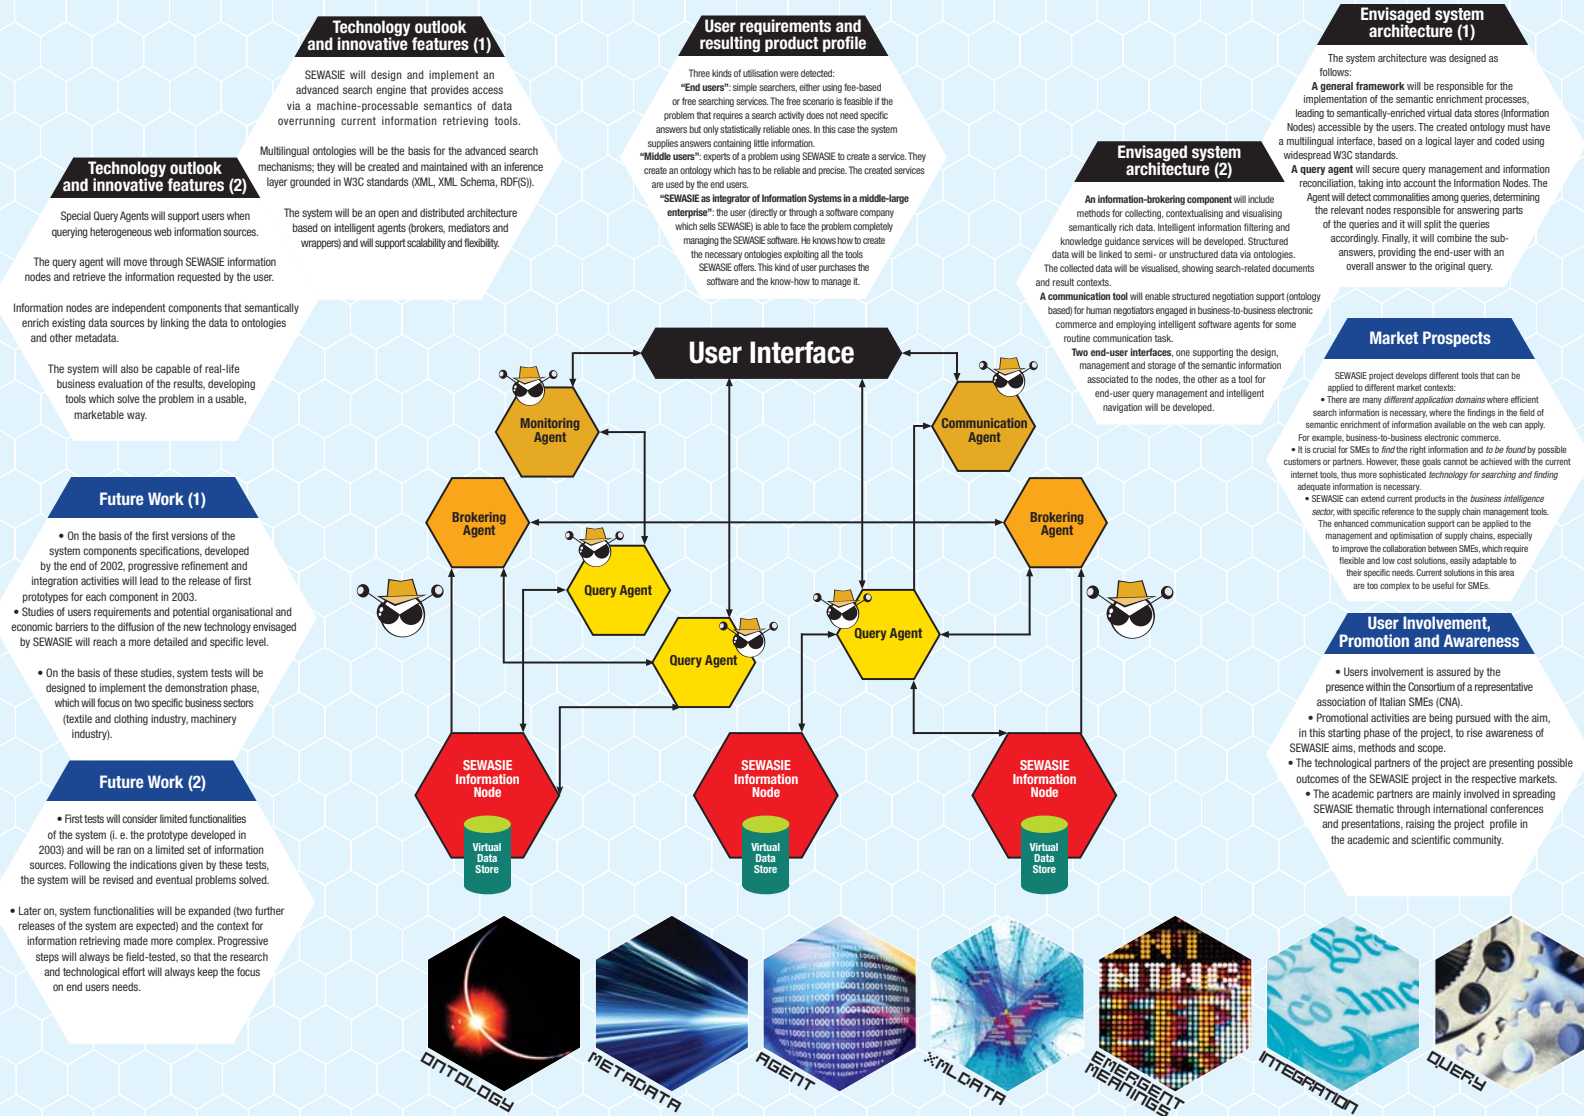 Technology outlook
and innovative features (1)
SEWASIE will design and implement an
advanced search engine that provides access
via a machine-processable semantics of data
overrunning current information retrieving tools.
Multilingual ontologies will be the basis for the advanced search
mechanisms; they will be created and maintained with an inference
layer grounded in W3C standards (XML, XML Schema, RDF(S)).
The system will be an open and distributed architecture
based on intelligent agents (brokers, mediators and
wrappers) and will support scalability and flexibility.
Technology outlook
and innovative features (2)
Special Query Agents will support users when
querying heterogeneous web information sources.
The query agent will move through SEWASIE information
nodes and retrieve the information requested by the user.
Information nodes are independent components that semantically
enrich existing data sources by linking the data to ontologies
and other metadata.
The system will also be capable of real-life
business evaluation of the results, developing
tools which solve the problem in a usable,
marketable way.
User requirements and
resulting product profile
Three kinds of utilisation were detected:
“End users”: simple searchers, either using fee-based
or free searching services. The free scenario is feasible if the
problem that requires a search activity does not need specific
answers but only statistically reliable ones. In this case the system
supplies answers containing little information.
“Middle users”: experts of a problem using SEWASIE to create a service. They
create an ontology which has to be reliable and precise. The created services
are used by the end users.
“SEWASIE as integrator of Information Systems in a middle-large
enterprise”: the user (directly or through a software company
which sells SEWASIE) is able to face the problem completely
managing the SEWASIE software. He knows how to create
the necessary ontologies exploiting all the tools
SEWASIE offers. This kind of user purchases the
software and the know-how to manage it.
Envisaged system
architecture (1)
The system architecture was designed as
follows:
A general framework will be responsible for the
implementation of the semantic enrichment processes,
leading to semantically-enriched virtual data stores (Information
Nodes) accessible by the users. The created ontology must have
a multilingual interface, based on a logical layer and coded using
widespread W3C standards.
A query agent will secure query management and information
reconciliation, taking into account the Information Nodes. The
Agent will detect commonalities among queries, determining
the relevant nodes responsible for answering parts
of the queries and it will split the queries
accordingly. Finally, it will combine the sub-
answers, providing the end-user with an
overall answer to the original query.
Envisaged system
architecture (2)
An information-brokering component will include
methods for collecting, contextualising and visualising
semantically rich data. Intelligent information filtering and
knowledge guidance services will be developed. Structured
data will be linked to semi- or unstructured data via ontologies.
The collected data will be visualised, showing search-related documents
and result contexts.
A communication tool will enable structured negotiation support (ontology
based) for human negotiators engaged in business-to-business electronic
commerce and employing intelligent software agents for some
routine communication task.
Two end-user interfaces, one supporting the design,
management and storage of the semantic information
associated to the nodes, the other as a tool for
end-user query management and intelligent
navigation will be developed.
User Interface
Monitoring
Agent
Communication
Agent
Brokering
Agent
Brokering
Agent
Query Agent
Query Agent
Query Agent
SEWASIE
Information
Node
Virtual
Data
Store
SEWASIE
Information
Node
Virtual
Data
Store
SEWASIE
Information
Node
Virtual
Data
Store
Market Prospects
SEWASIE project develops different tools that can be
applied to different market contexts:
• There are many different application domains where efficient
search information is necessary, where the findings in the field of
semantic enrichment of information available on the web can apply.
For example, business-to-business electronic commerce.
• It is crucial for SMEs to find the right information and to be found by possible
customers or partners. However, these goals cannot be achieved with the current
internet tools, thus more sophisticated technology for searching and finding
adequate information is necessary.
• SEWASIE can extend current products in the business intelligence
sector, with specific reference to the supply chain management tools.
The enhanced communication support can be applied to the
management and optimisation of supply chains, especially
to improve the collaboration between SMEs, which require
flexible and low cost solutions, easily adaptable to
their specific needs. Current solutions in this area
are too complex to be useful for SMEs.
User Involvement,
Promotion and Awareness
• Users involvement is assured by the
presence within the Consortium of a representative
association of Italian SMEs (CNA).
• Promotional activities are being pursued with the aim,
in this starting phase of the project, to rise awareness of
SEWASIE aims, methods and scope.
• The technological partners of the project are presenting possible
outcomes of the SEWASIE project in the respective markets.
• The academic partners are mainly involved in spreading
SEWASIE thematic through international conferences
and presentations, raising the project profile in
the academic and scientific community.
Future Work (1)
• On the basis of the first versions of the
system components specifications, developed
by the end of 2002, progressive refinement and
integration activities will lead to the release of first
prototypes for each component in 2003.
• Studies of users requirements and potential organisational and
economic barriers to the diffusion of the new technology envisaged
by SEWASIE will reach a more detailed and specific level.
• On the basis of these studies, system tests will be
designed to implement the demonstration phase,
which will focus on two specific business sectors
(textile and clothing industry, machinery
industry).
Future Work (2)
• First tests will consider limited functionalities
of the system (i. e. the prototype developed in
2003) and will be ran on a limited set of information
sources. Following the indications given by these tests,
the system will be revised and eventual problems solved.
• Later on, system functionalities will be expanded (two further
releases of the system are expected) and the context for
information retrieving made more complex. Progressive
steps will always be field-tested, so that the research
and technological effort will always keep the focus
on end users needs.
ONTOLOGY
METADATA
AGENT
XMLDATA
EMERGENT
MEANINGS
INTEGRATION
QUERY